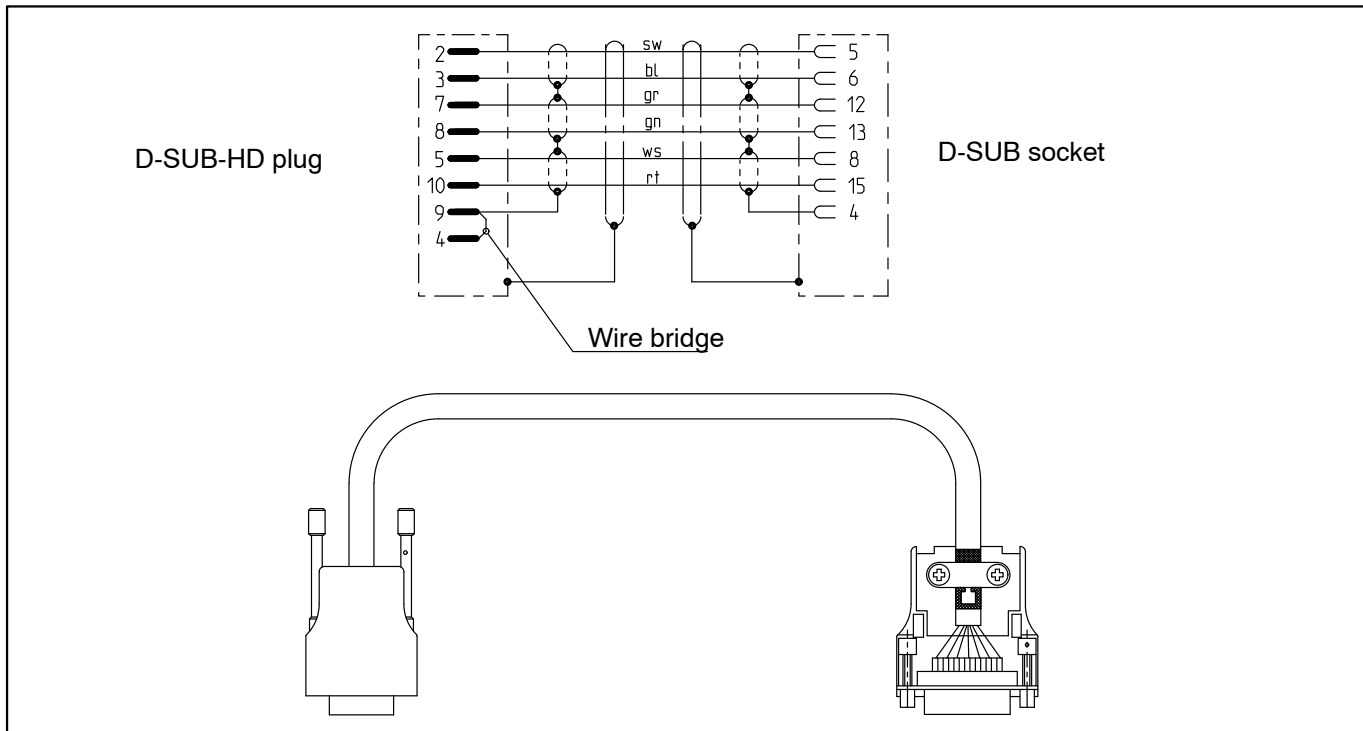 2 sw 5
3 bl 6
7 gr 12
8 gn 13
D-SUB-HD plug
D-SUB socket
5 ws 8
10 rt 15
9 4
4
Wire bridge